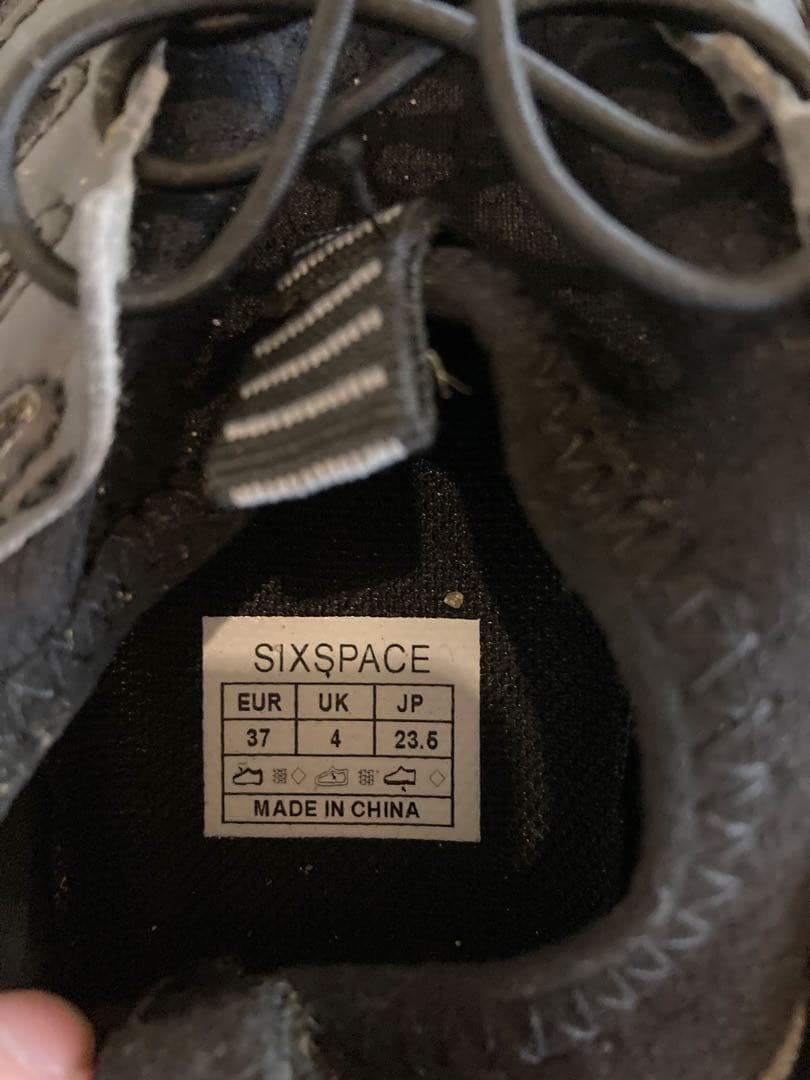 SIXSPACE
EUR UK JP
37 4 23.5
MADE IN CHINA